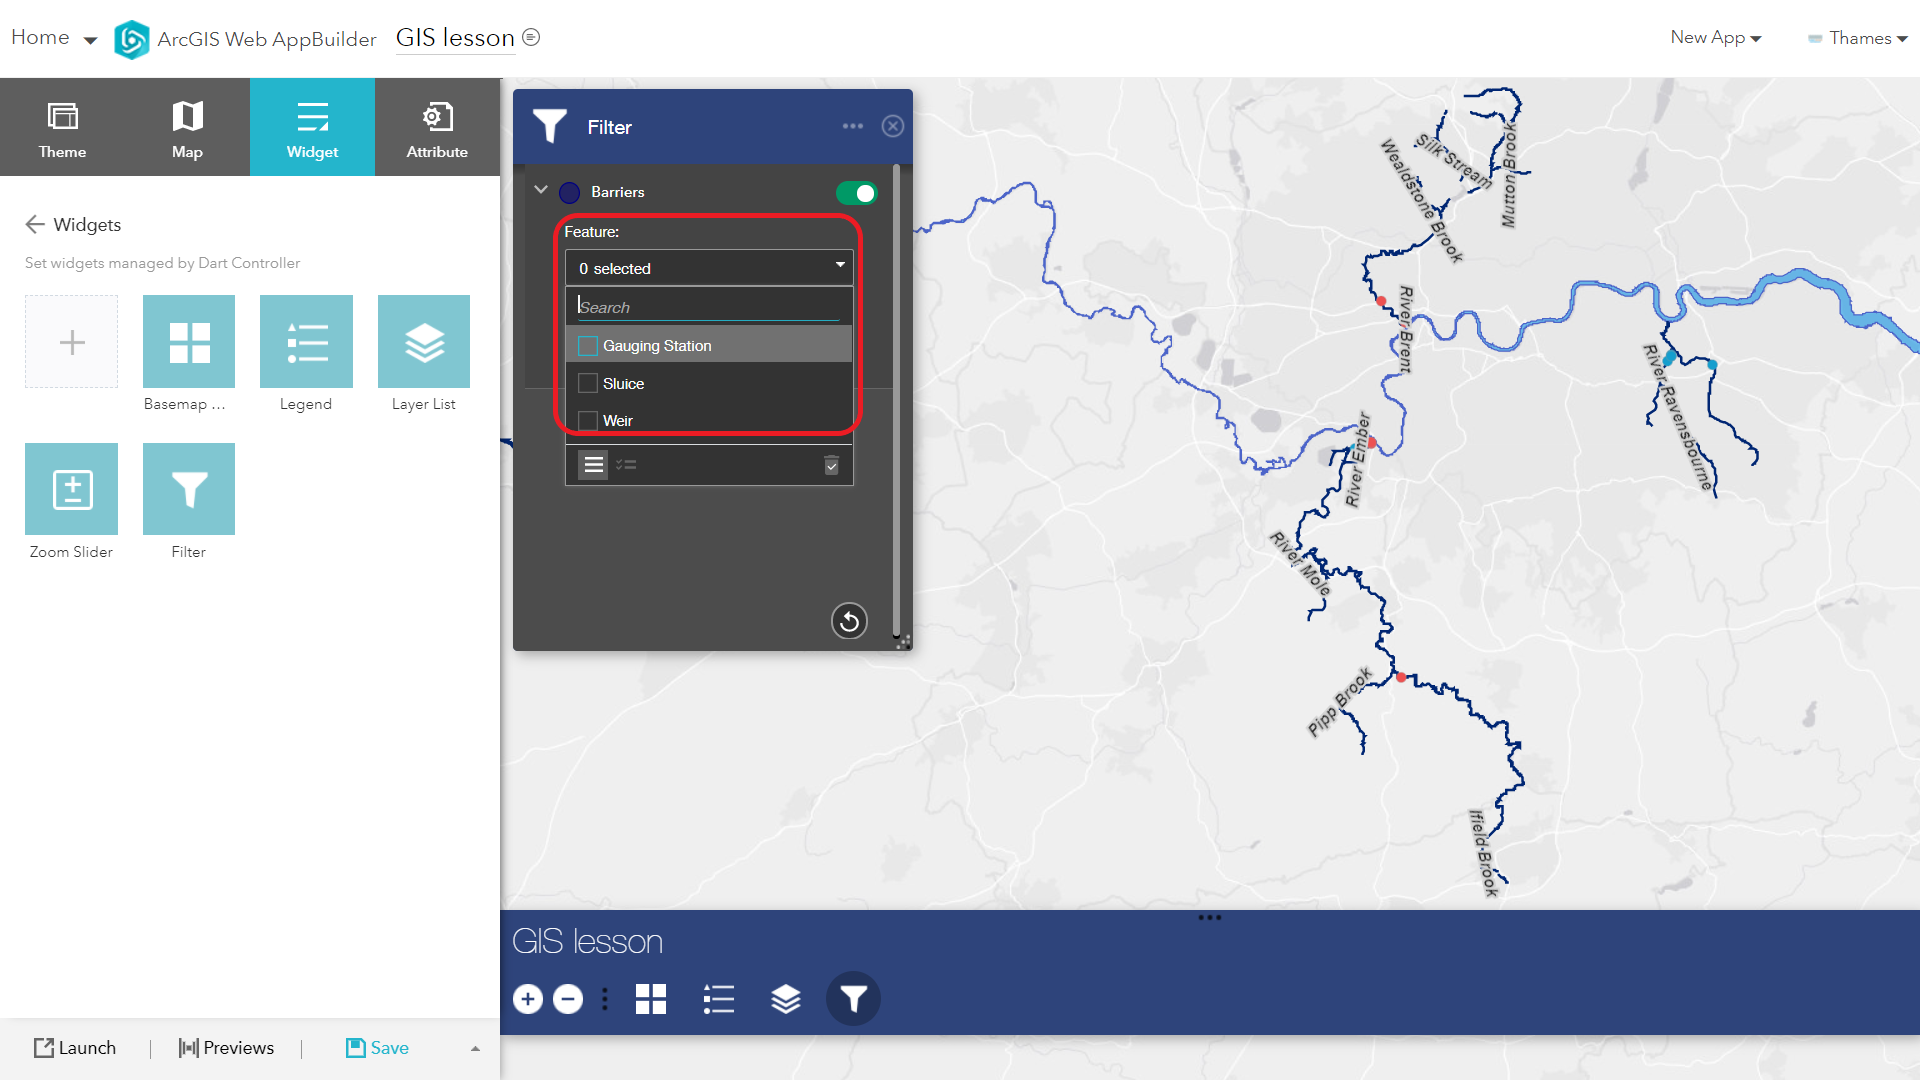 Home
ArcGIS Web AppBuilder
GIS lesson
New App
Thames
Theme
Map
Widget
Attribute
Widgets
Set widgets managed by Dart Controller
Basemap ...
Legend
Layer List
Zoom Slider
Filter
Filter
Barriers
Feature:
0 selected
Search
Gauging Station
Sluice
Weir
Silk Stream
Wealdstone Brook
Mutton Brook
River Brent
River Ravensbourne
River Ember
River Mole
Pipp Brook
Ifield Brook
GIS lesson
Launch
Previews
Save